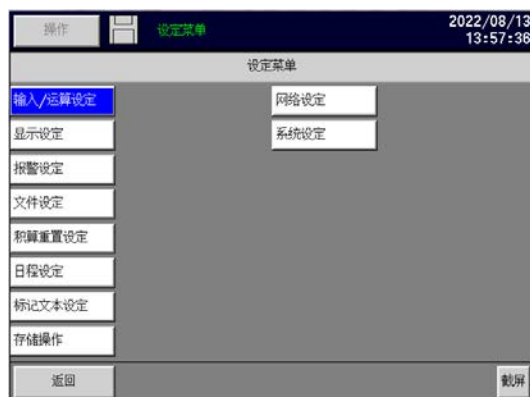 操作
设定菜单
2022/08/13
13:57:36
设定菜单
输入/运算设定
网络设定
显示设定
系统设定
报警设定
文件设定
积算重置设定
日程设定
标记文本设定
存储操作
返回
截屏